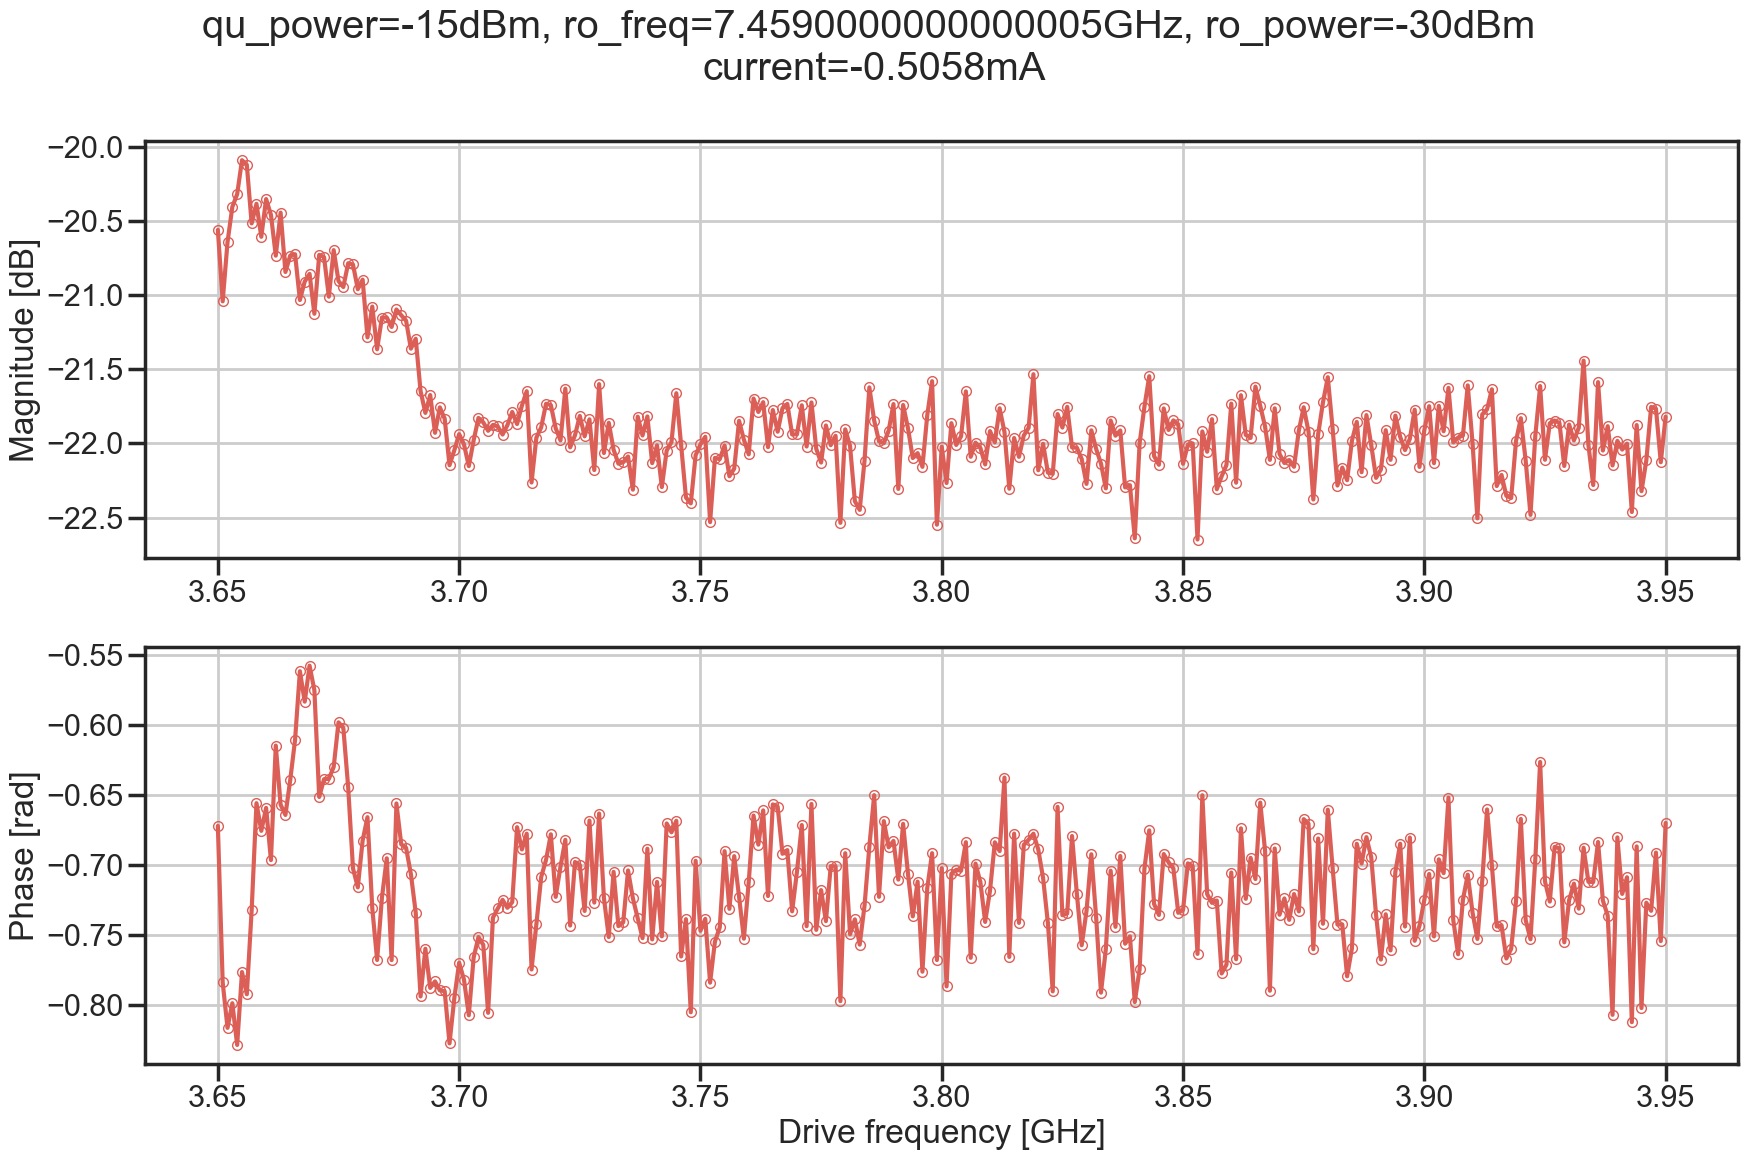 qu_power=-15dBm, ro_freq=7.4590000000000005GHz, ro_power=-30dBm
current=-0.5058mA
Magnitude [dB]
−20.0
−20.5
−21.0
−21.5
−22.0
−22.5
3.65 3.70 3.75 3.80 3.85 3.90 3.95
Phase [rad]
−0.55
−0.60
−0.65
−0.70
−0.75
−0.80
3.65 3.70 3.75 3.80 3.85 3.90 3.95
Drive frequency [GHz]